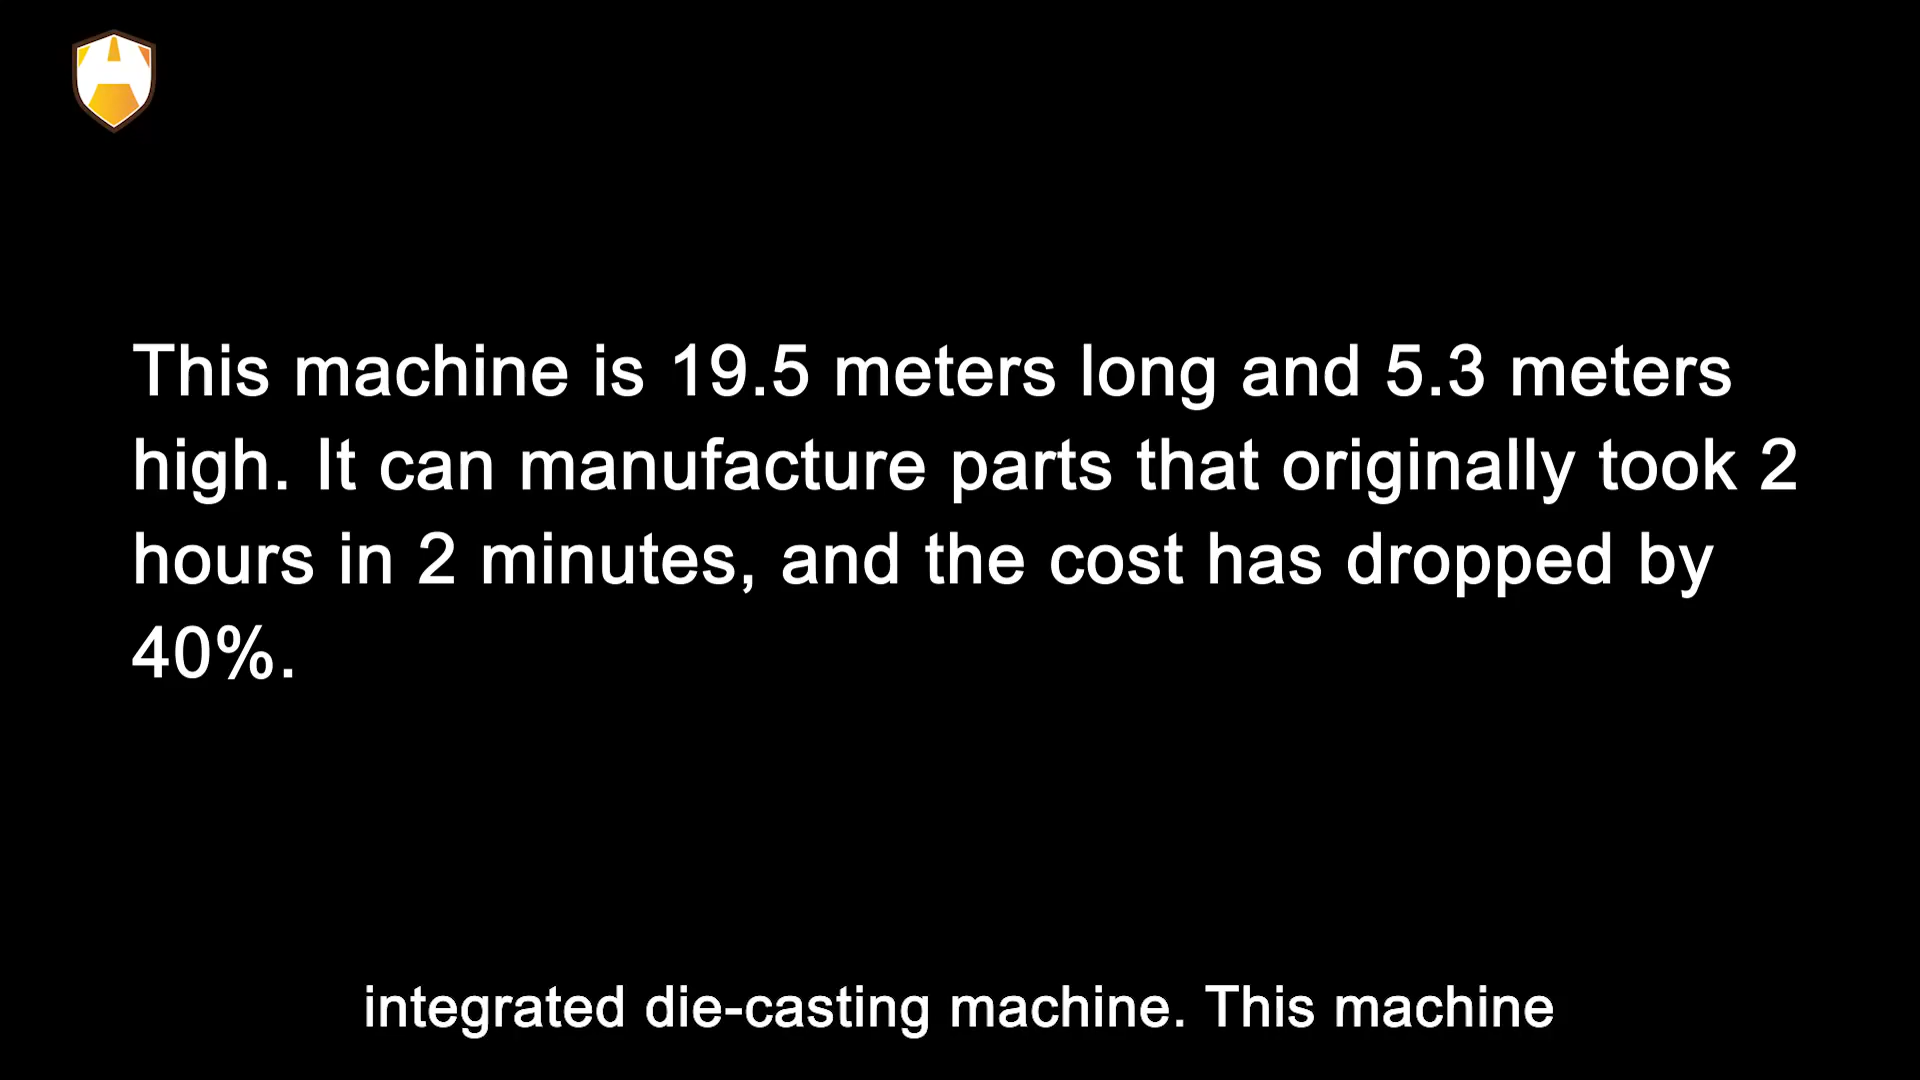 This machine is 19.5 meters long and 5.3 meters
high. It can manufacture parts that originally took 2
hours in 2 minutes, and the cost has dropped by
40%.
integrated die-casting machine. This machine